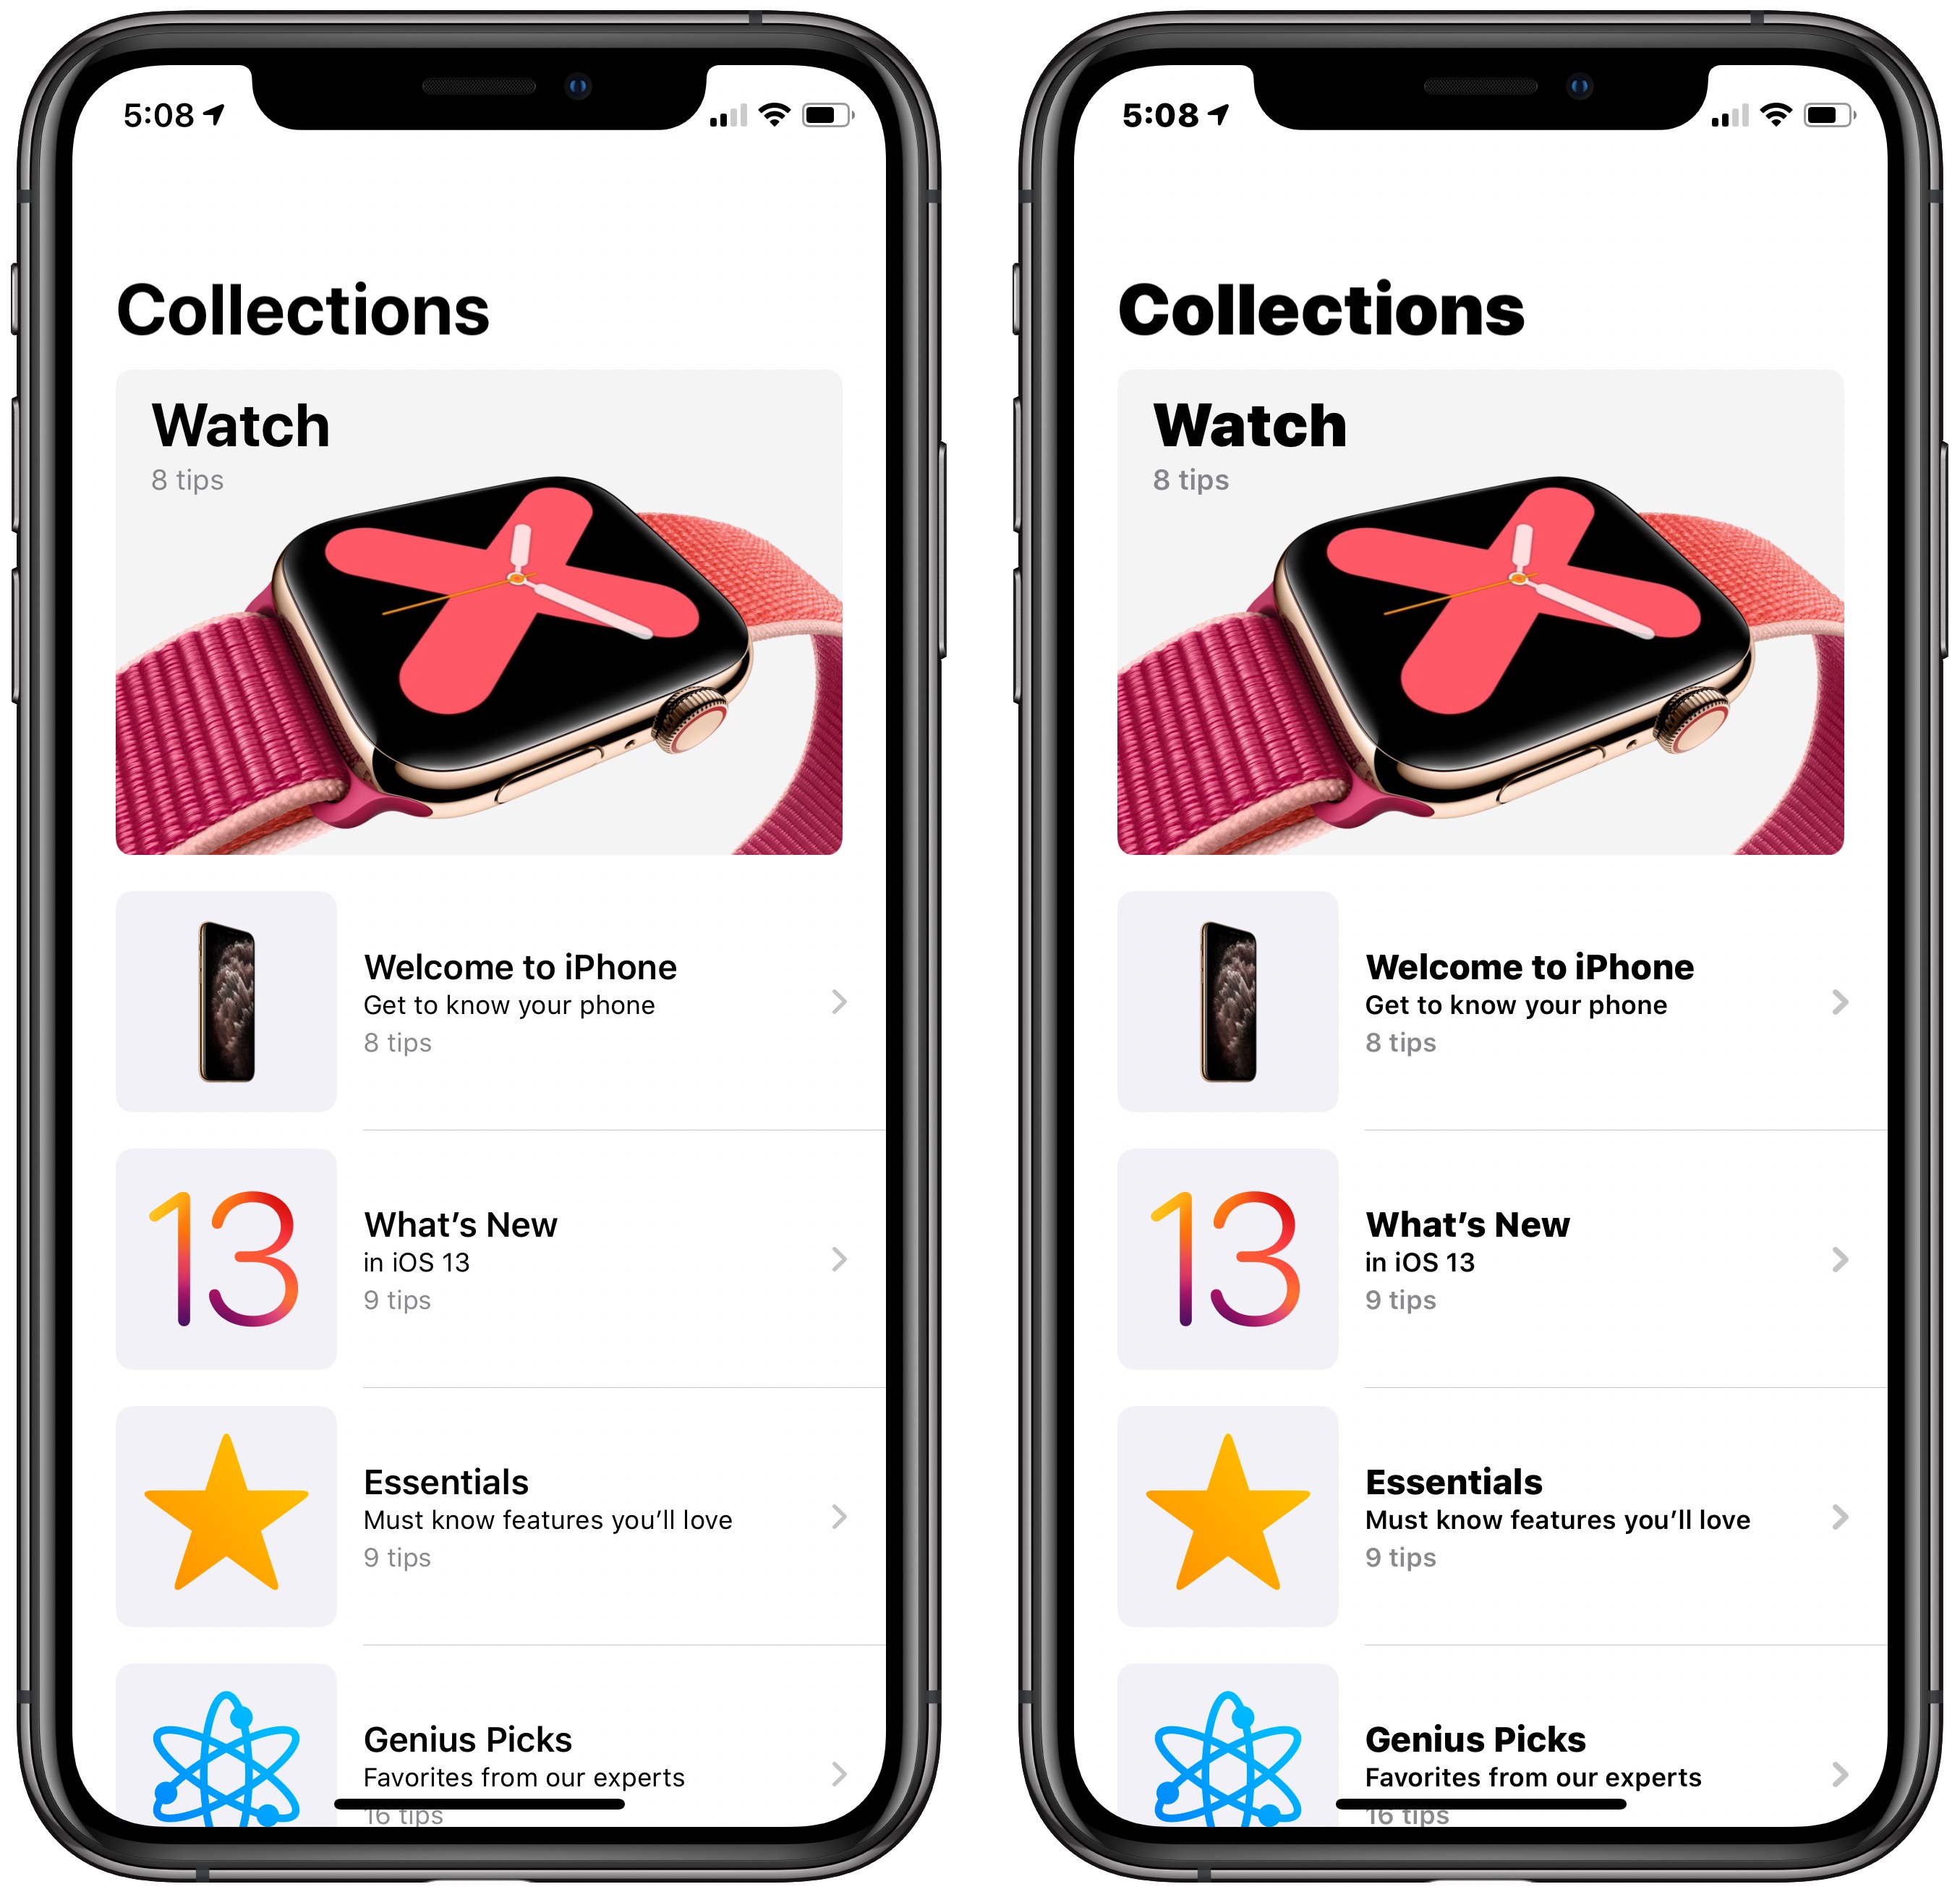 5:08
Collections
Watch
8 tips
Welcome to iPhone
Get to know your phone
8 tips
13
What’s New
in iOS 13
9 tips
Essentials
Must know features you’ll love
9 tips
Genius Picks
Favorites from our experts
16 tips
5:08
Collections
Watch
8 tips
Welcome to iPhone
Get to know your phone
8 tips
13
What’s New
in iOS 13
9 tips
Essentials
Must know features you’ll love
9 tips
Genius Picks
Favorites from our experts
16 tips